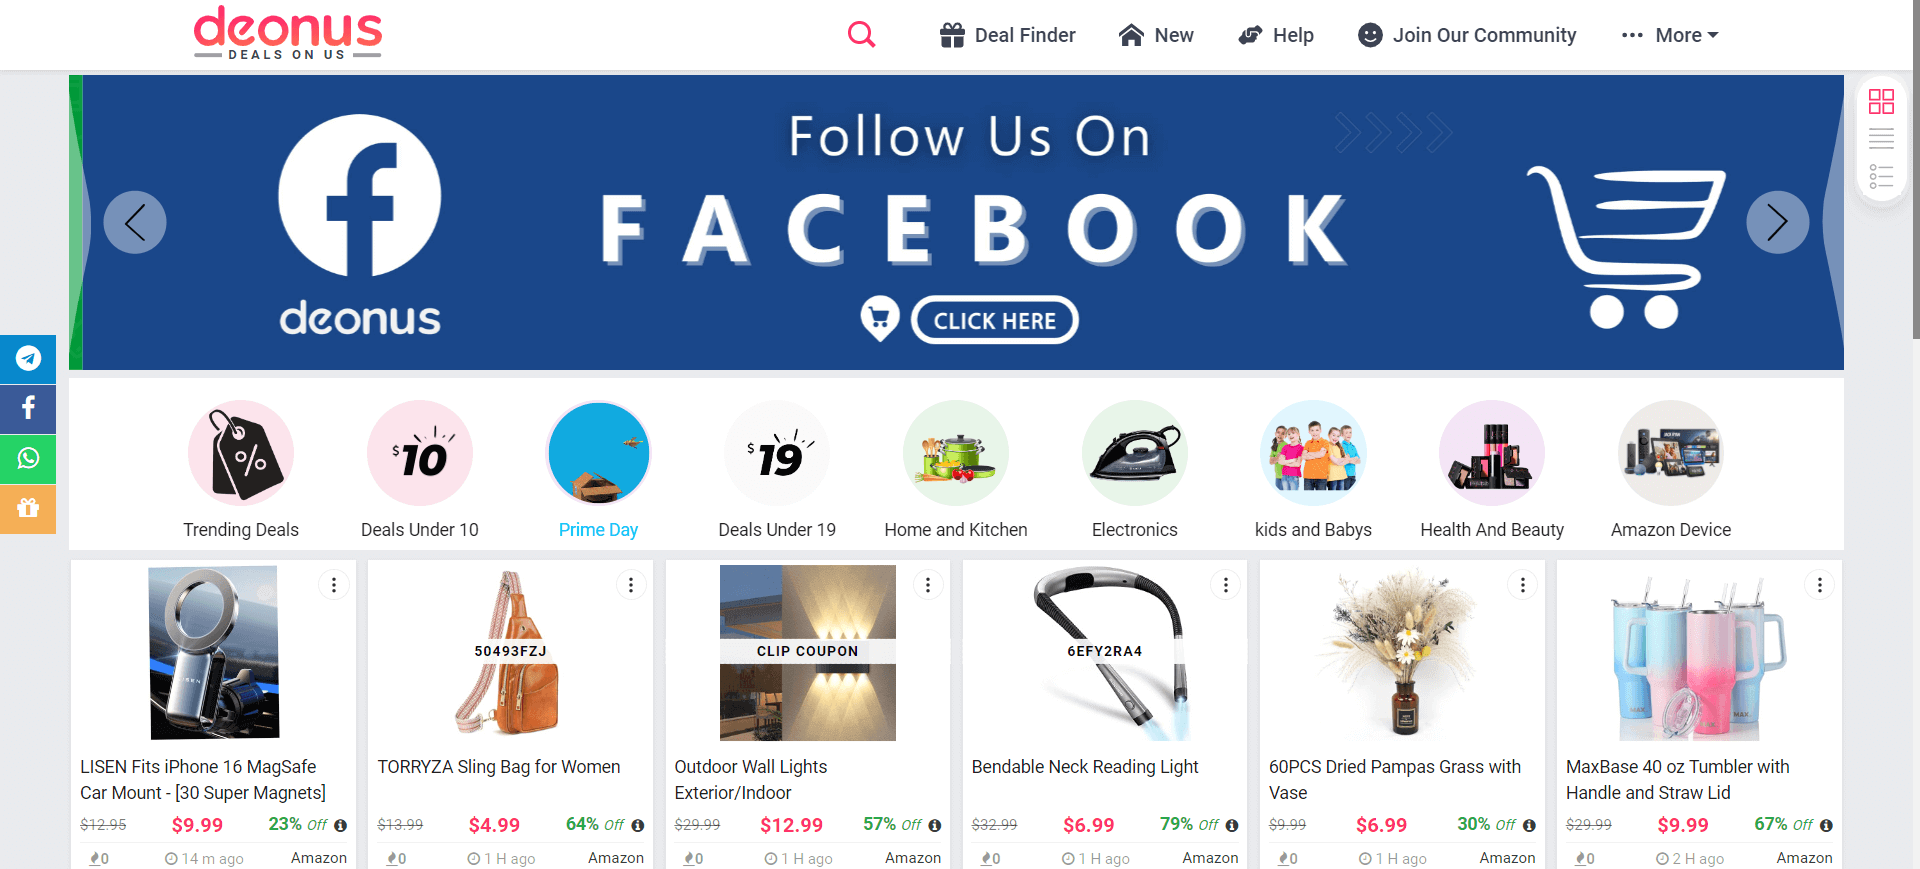 deonus
DEALS ON US
Deal Finder
New
Help
Join Our Community
More
Follow Us On
FACEBOOK
deonus
CLICK HERE
$10
$19
Trending Deals
Deals Under 10
Prime Day
Deals Under 19
Home and Kitchen
Electronics
kids and Babys
Health And Beauty
Amazon Device
50493FZJ
CLIP COUPON
6EFY2RA4
LISEN
MAX.
MAX.
LISEN Fits iPhone 16 MagSafe
Car Mount - [30 Super Magnets]
$12.95 $9.99 23% Off
0 14 m ago Amazon
TORRYZA Sling Bag for Women
$13.99 $4.99 64% Off
0 1 H ago Amazon
Outdoor Wall Lights
Exterior/Indoor
$29.99 $12.99 57% Off
0 1 H ago Amazon
Bendable Neck Reading Light
$32.99 $6.99 79% Off
0 1 H ago Amazon
60PCS Dried Pampas Grass with
Vase
$9.99 $6.99 30% Off
0 1 H ago Amazon
MaxBase 40 oz Tumbler with
Handle and Straw Lid
$29.99 $9.99 67% Off
0 2 H ago Amazon